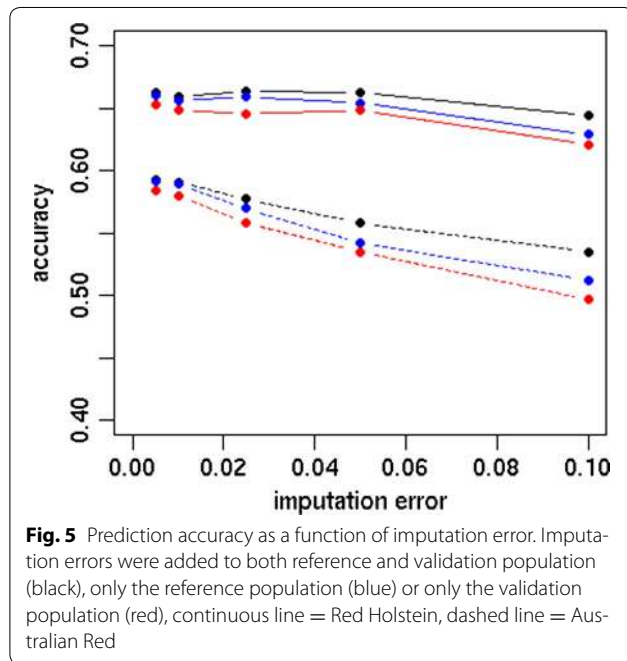 0.70
0.60
0.50
0.40
accuracy
0.00 0.02 0.04 0.06 0.08 0.10
imputation error
Fig. 5 Prediction accuracy as a function of imputation error. Imputa-
tion errors were added to both reference and validation population
(black), only the reference population (blue) or only the validation
population (red), continuous line = Red Holstein, dashed line = Aus-
tralian Red